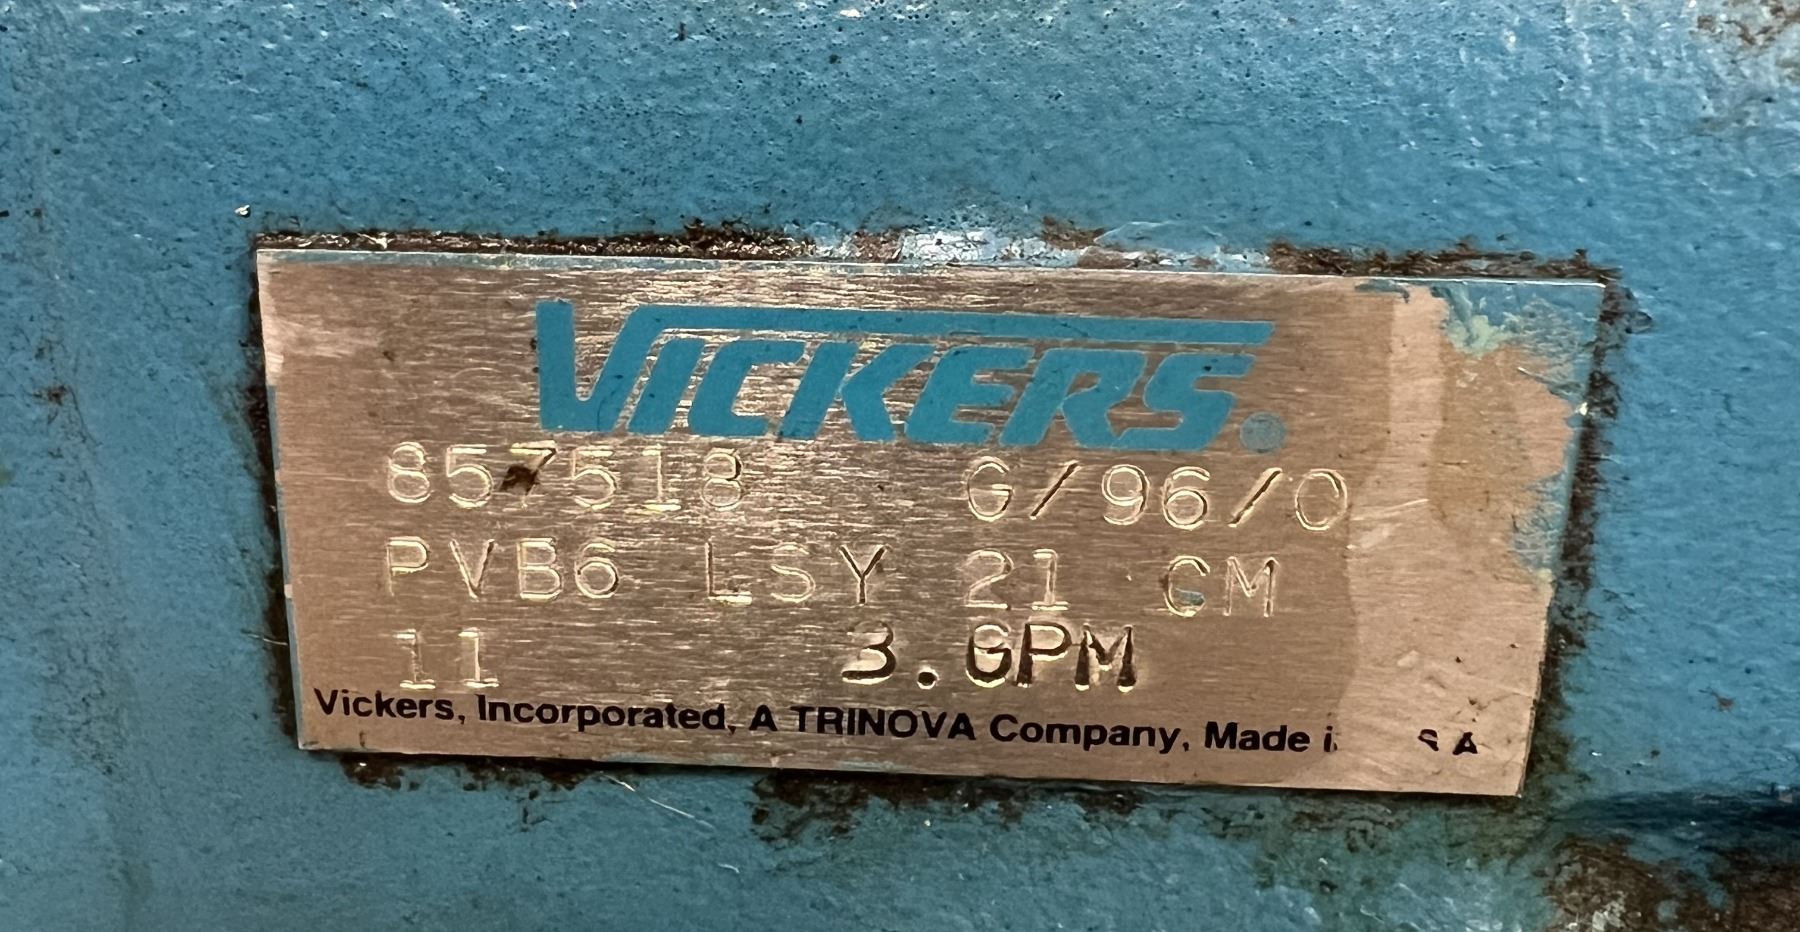 VICKERS®
857518 G/96/0
PVB6 LSY 21 CM
11 3.GPM
Vickers, Incorporated, A TRINOVA Company, Made i S A